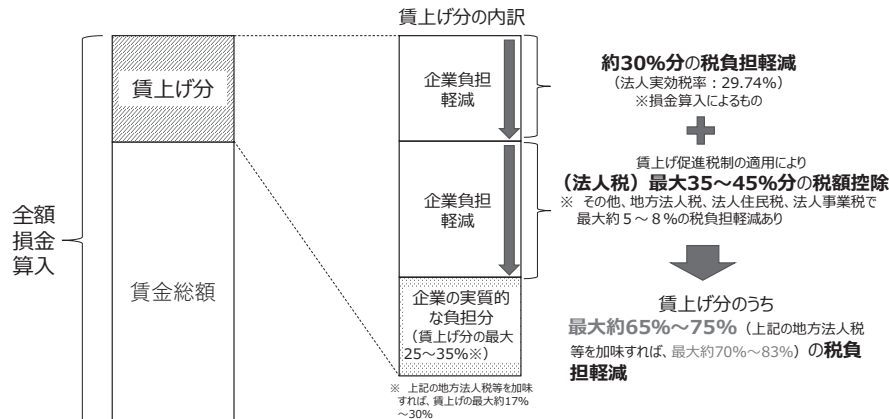 賃上げ分の内訳
賃上げ分
賃金総額
全額
損金
算入
企業負担
軽減
企業負担
軽減
企業の実質的
な負担分
（賃上げ分の最大
25～35%※）
※ 上記の地方法人税等を加味
すれば、賃上げの最大約17%
～30%
約30%分の税負担軽減
（法人実効税率：29.74%）
※損金算入によるもの
賃上げ促進税制の適用により
（法人税）最大35～45%分の税額控除
※ その他、地方法人税、法人住民税、法人事業税で
最大約５～８%の税負担軽減あり
賃上げ分のうち
最大約65%～75%（上記の地方法人税
等を加味すれば、最大約70%～83%）の税負
担軽減